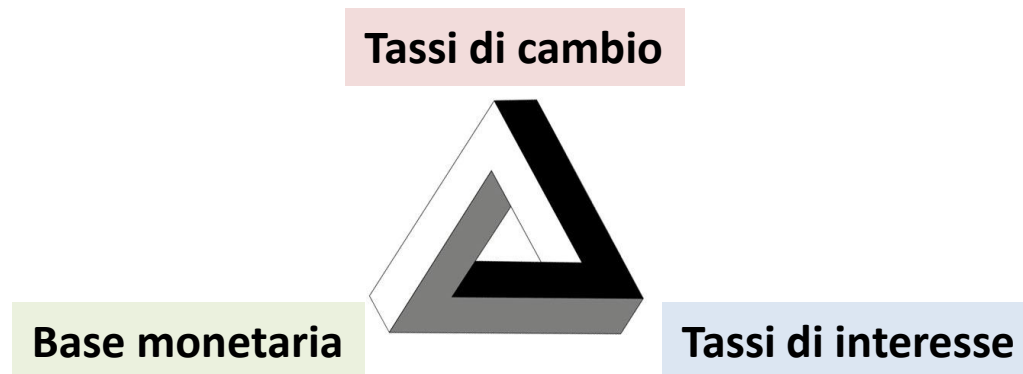 Tassi di cambio
Base monetaria
Tassi di interesse